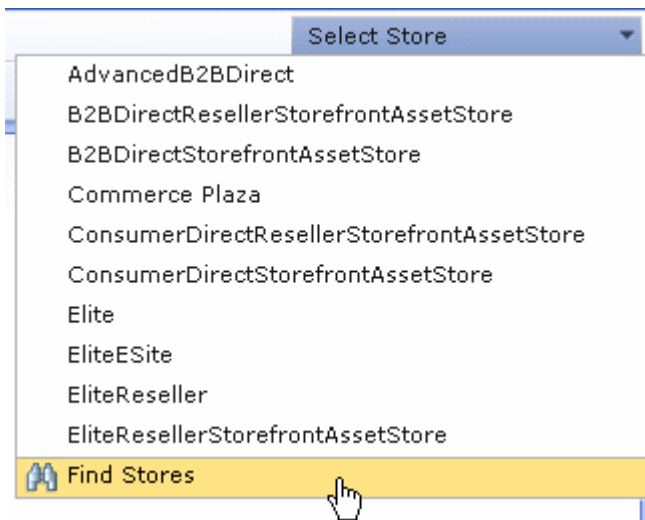 Select Store
AdvancedB2BDirect
B2BDirectResellerStorefrontAssetStore
B2BDirectStorefrontAssetStore
Commerce Plaza
ConsumerDirectResellerStorefrontAssetStore
ConsumerDirectStorefrontAssetStore
Elite
EliteESite
EliteReseller
EliteResellerStorefrontAssetStore
Find Stores